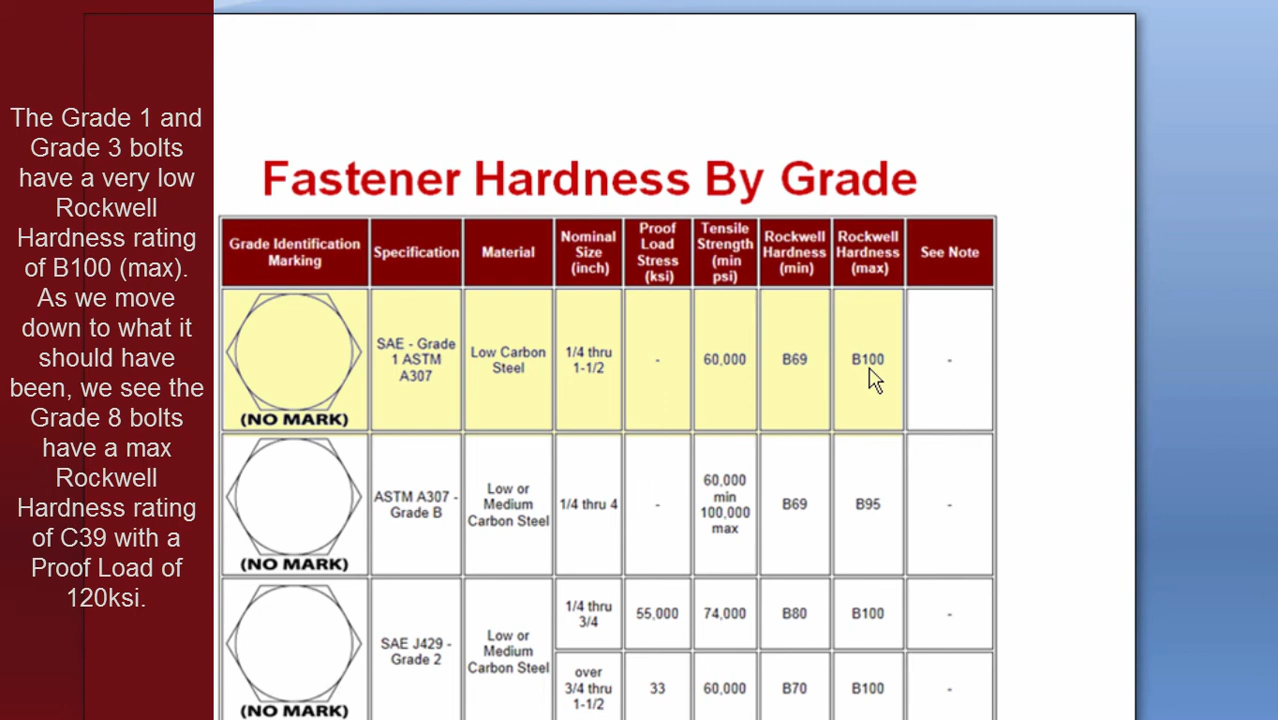 The Grade 1 and
Grade 3 bolts
have a very low
Rockwell
Hardness rating
of B100 (max).
As we move
down to what it
should have
been, we see the
Grade 8 bolts
have a max
Rockwell
Hardness rating
of C39 with a
Proof Load of
120ksi.
Fastener Hardness By Grade
Grade Identification
Marking
Specification
Material
Nominal
Size
(inch)
Proof
Load
Stress
(ksi)
Tensile
Strength
(min
psi)
Rockwell
Hardness
(min)
Rockwell
Hardness
(max)
See Note
(NO MARK)
SAE - Grade
1 ASTM
A307
Low Carbon
Steel
1/4 thru
1-1/2
-
60,000
B69
B100
-
(NO MARK)
ASTM A307 -
Grade B
Low or
Medium
Carbon Steel
1/4 thru 4
-
60,000
min
100,000
max
B69
B95
-
(NO MARK)
SAE J429 -
Grade 2
Low or
Medium
Carbon Steel
1/4 thru
3/4
55,000
74,000
B80
B100
-
over
3/4 thru
1-1/2
33
60,000
B70
B100
-